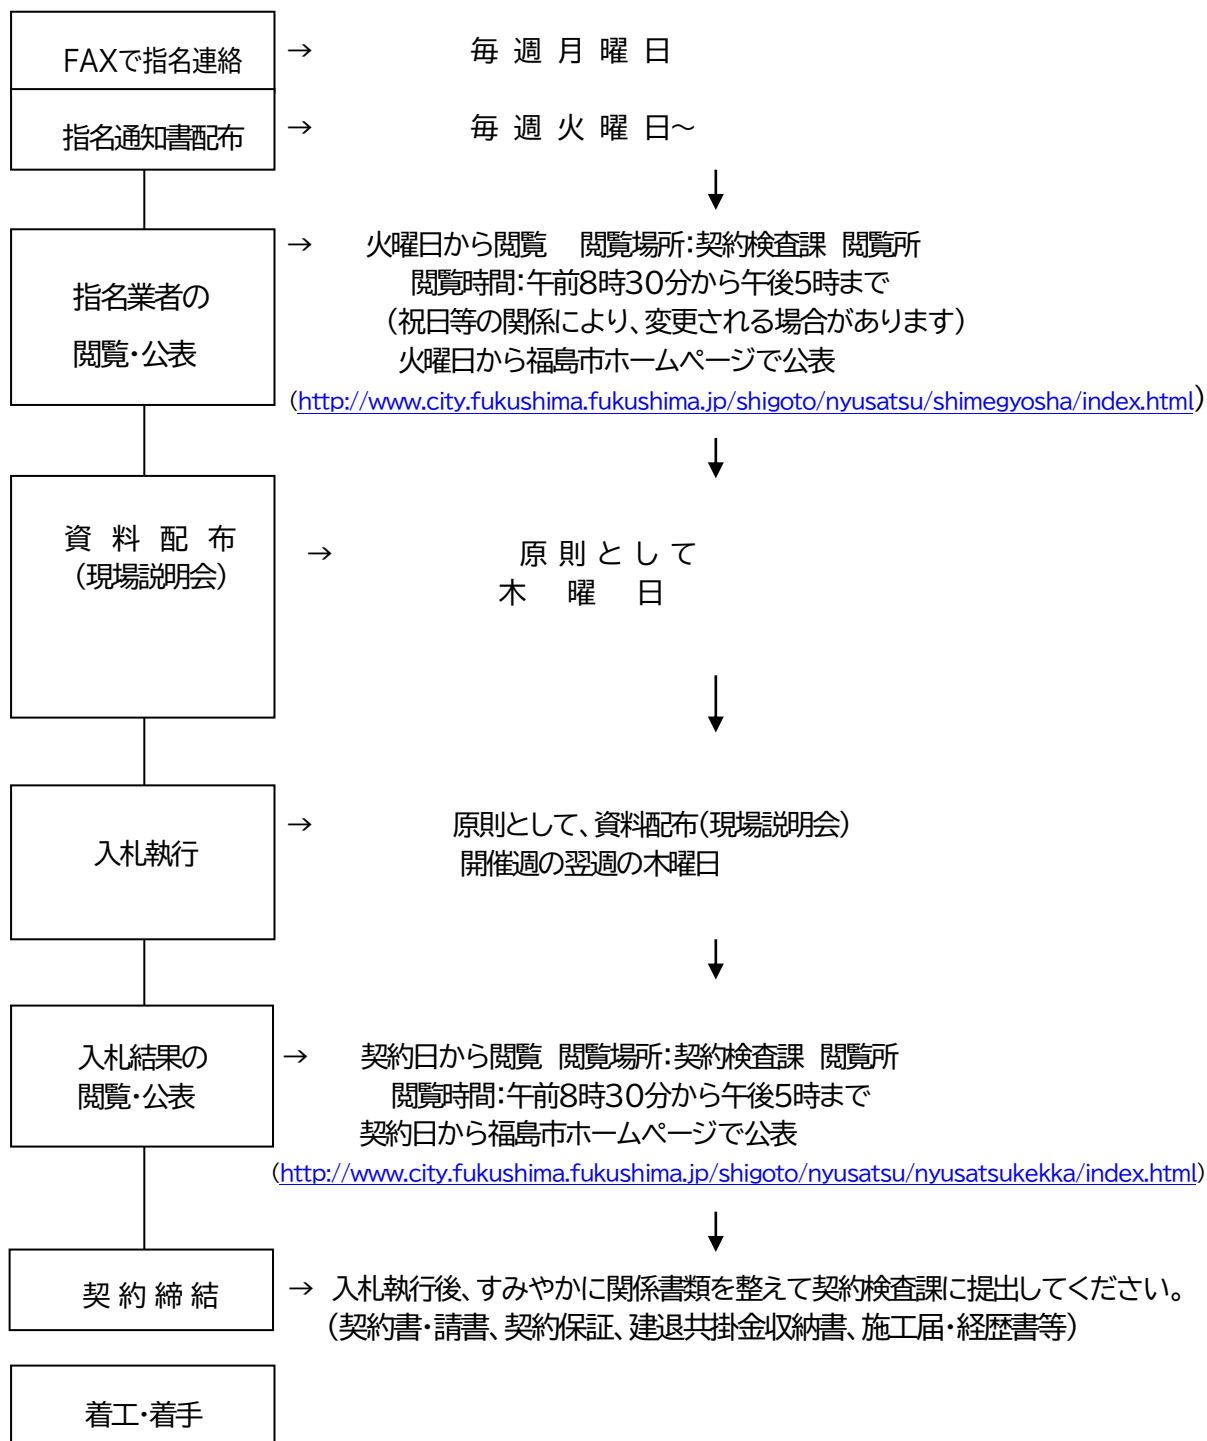 FAXで指名連絡 → 毎週月曜日
指名通知書配布 → 毎週火曜日～
↓
指名業者の
閲覧・公表
→ 火曜日から閲覧 閲覧場所：契約検査課 閲覧所
閲覧時間：午前8時30分から午後5時まで
（祝日等の関係により、変更される場合があります）
火曜日から福島市ホームページで公表
(http://www.city.fukushima.fukushima.jp/shigoto/nyusatsu/shimegyosha/index.html)
↓
資料配布
（現場説明会）
→ 原則として
木曜日
↓
入札執行
→ 原則として、資料配布（現場説明会）
開催週の翌週の木曜日
↓
入札結果の
閲覧・公表
→ 契約日から閲覧 閲覧場所：契約検査課 閲覧所
閲覧時間：午前8時30分から午後5時まで
契約日から福島市ホームページで公表
(http://www.city.fukushima.fukushima.jp/shigoto/nyusatsu/nyusatsukekka/index.html)
↓
契約締結 → 入札執行後、すみやかに関係書類を整えて契約検査課に提出してください。
（契約書・請書、契約保証、建退共掛金収納書、施工届・経歴書等）
着工・着手